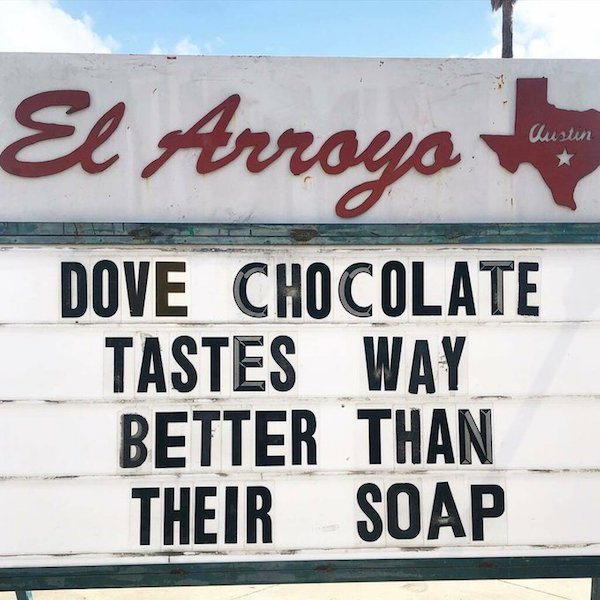 El Arroyo
Austin
DOVE CHOCOLATE
TASTES WAY
BETTER THAN
THEIR SOAP